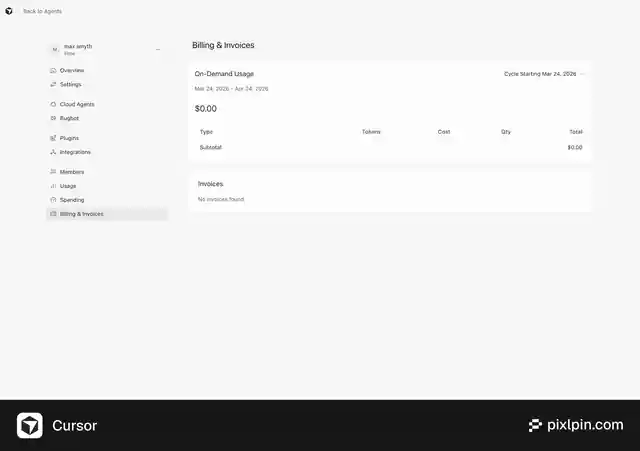 Back to Agents
max smyth
Free
Overview
Settings
Cloud Agents
Bugbot
Plugins
Integrations
Members
Usage
Spending
Billing & Invoices
Billing & Invoices
On-Demand Usage
Cycle Starting Mar 24, 2026
Mar 24, 2026 - Apr 24, 2026
$0.00
Type Tokens Cost Qty Total
Subtotal $0.00
Invoices
No invoices found
Cursor
pixlpin.com